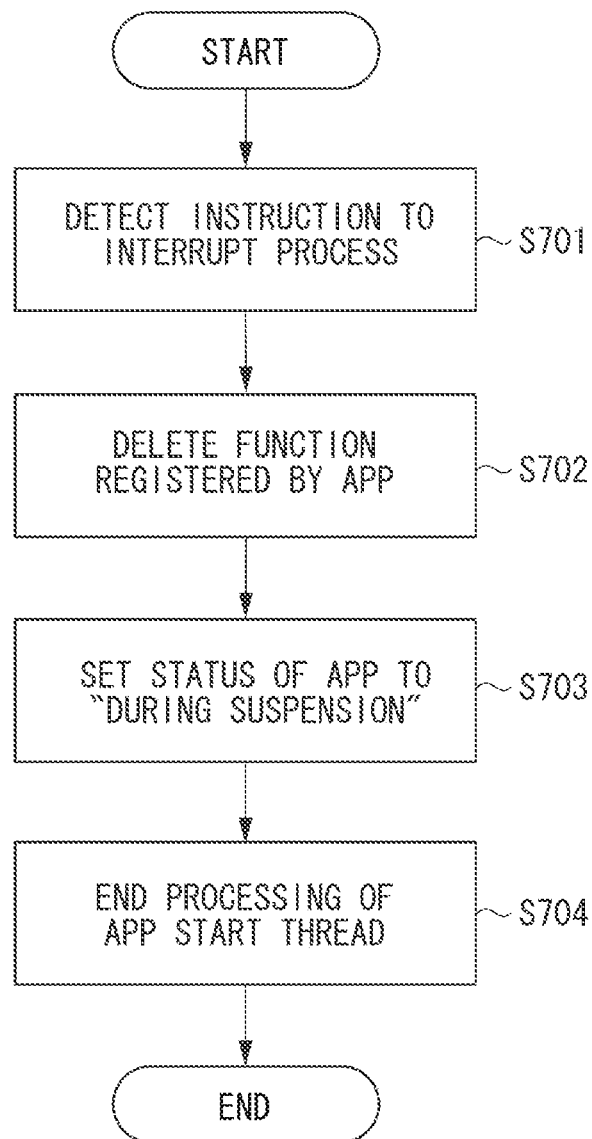 START
DETECT INSTRUCTION TO
INTERRUPT PROCESS
S701
DELETE FUNCTION
REGISTERED BY APP
S702
SET STATUS OF APP TO
"DURING SUSPENSION"
S703
END PROCESSING OF
APP START THREAD
S704
END